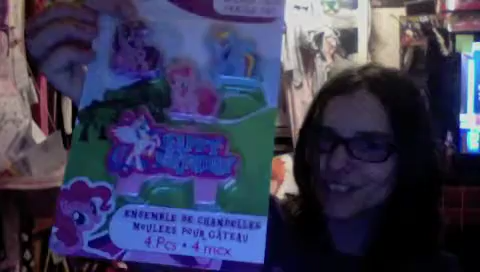 HAPPY
BIRTHDAY
ENSEMBLE DE CHANDELLES
MOULÉES POUR GÂTEAU
4 Pcs • 4 mcx